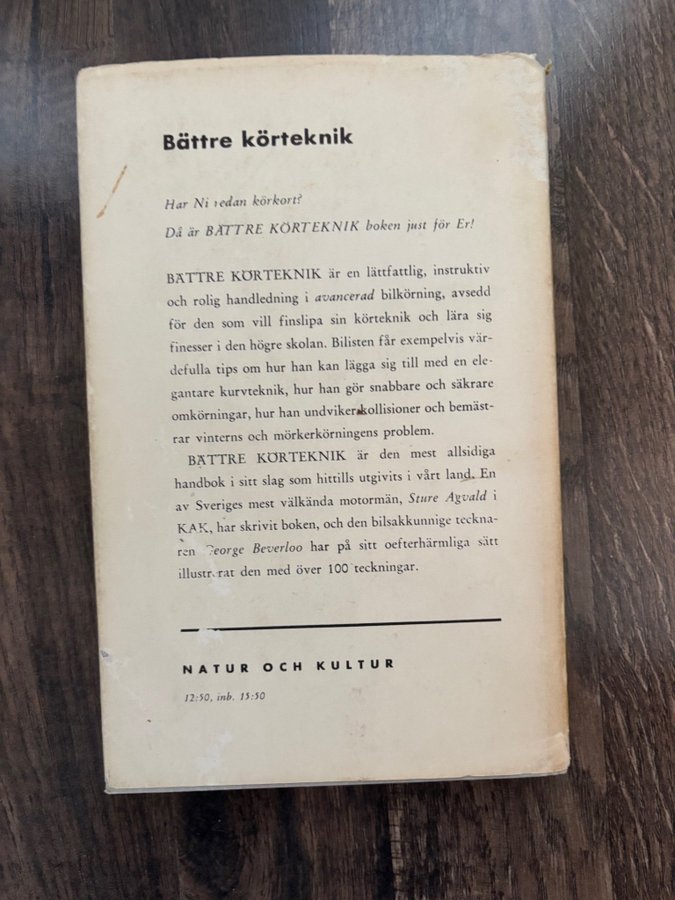 Bättre körteknik
Har Ni redan körkort?
Då är BÄTTRE KÖRTEKNIK boken just för Er!
BÄTTRE KÖRTEKNIK är en lättfattlig, instruktiv
och rolig handledning i avancerad bilkörning, avsedd
för den som vill finslipa sin körteknik och lära sig
finesser i den högre skolan. Bilisten får exempelvis vär-
defulla tips om hur han kan lägga sig till med en ele-
gantare kurvteknik, hur han gör snabbare och säkrare
omkörningar, hur han undviker kollisioner och bemäst-
rar vinterns och mörkerkörningens problem.
BÄTTRE KÖRTEKNIK är den mest allsidiga
handbok i sitt slag som hittills utgivits i vårt land. En
av Sveriges mest välkända motormän, Sture Agvald i
KAK, har skrivit boken, och den bilsakkunnige teckna-
ren George Beverloo har på sitt oefterhärmliga sätt
illustrerat den med över 100 teckningar.
NATUR OCH KULTUR
12:50, inb. 15:50